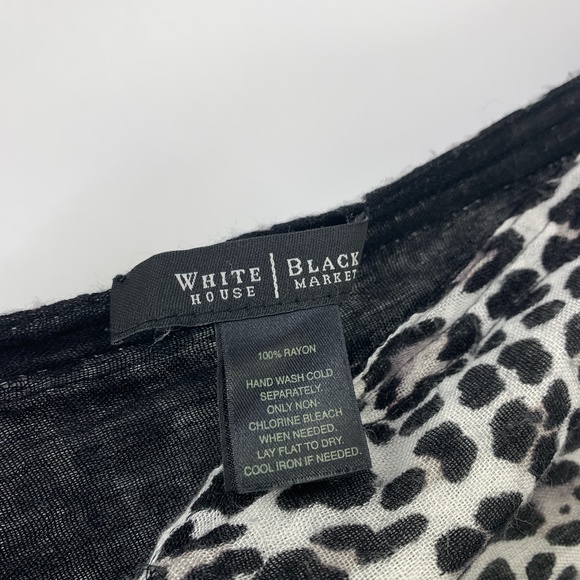 WHITE | BLACK
HOUSE | MARKET
100% RAYON
HAND WASH COLD
SEPARATELY.
ONLY NON-
CHLORINE BLEACH
WHEN NEEDED.
LAY FLAT TO DRY.
COOL IRON IF NEEDED.